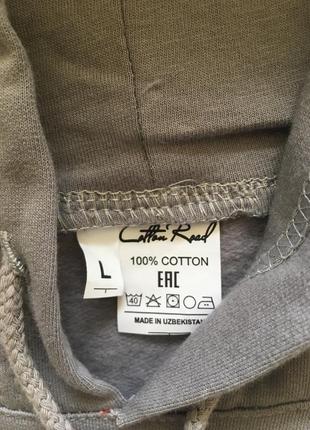 Cotton Road
L
100% COTTON
EAC
40
MADE IN UZBEKISTAN